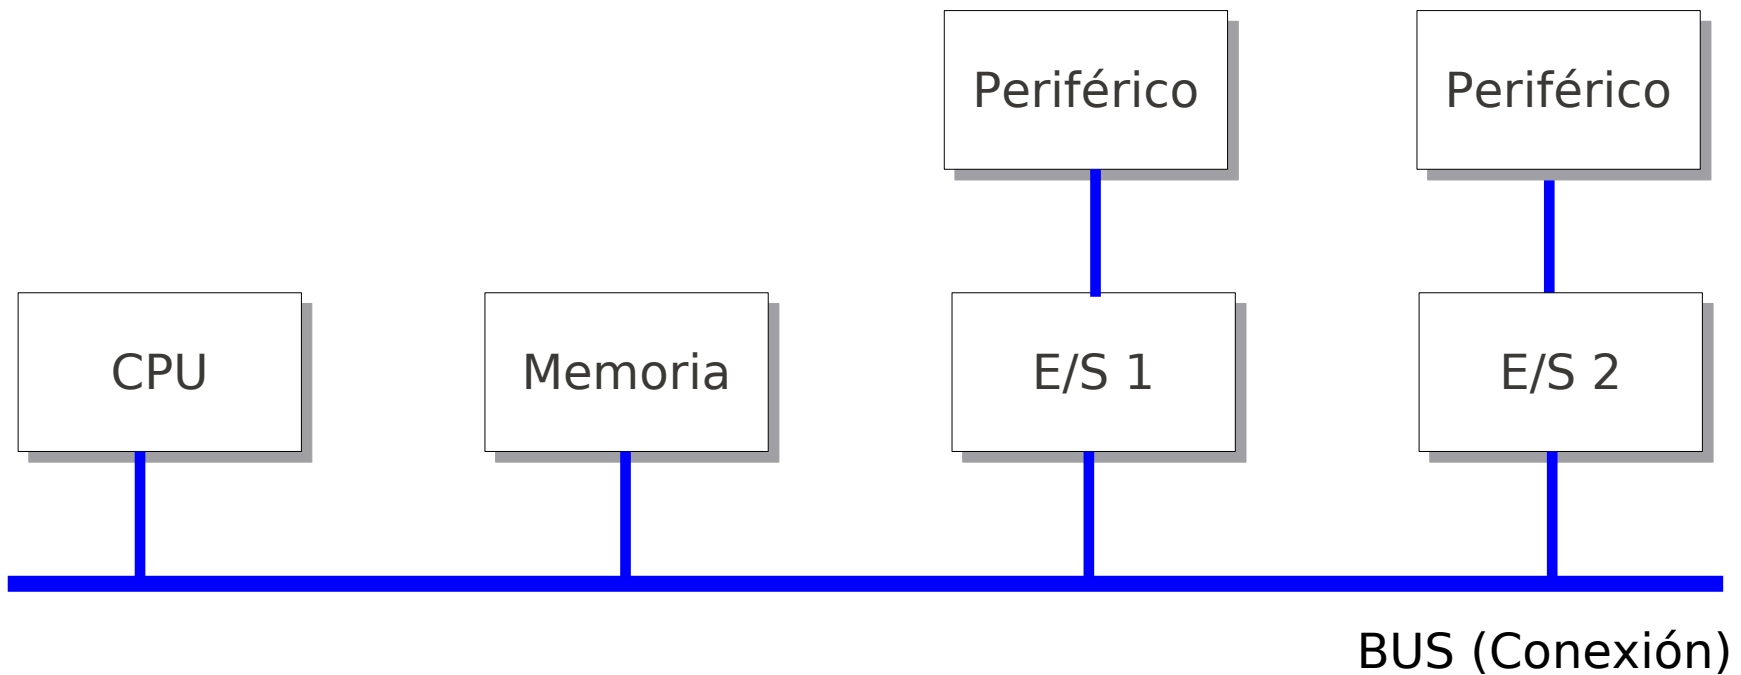 Periférico
Periférico
CPU
Memoria
E/S 1
E/S 2
BUS (Conexión)